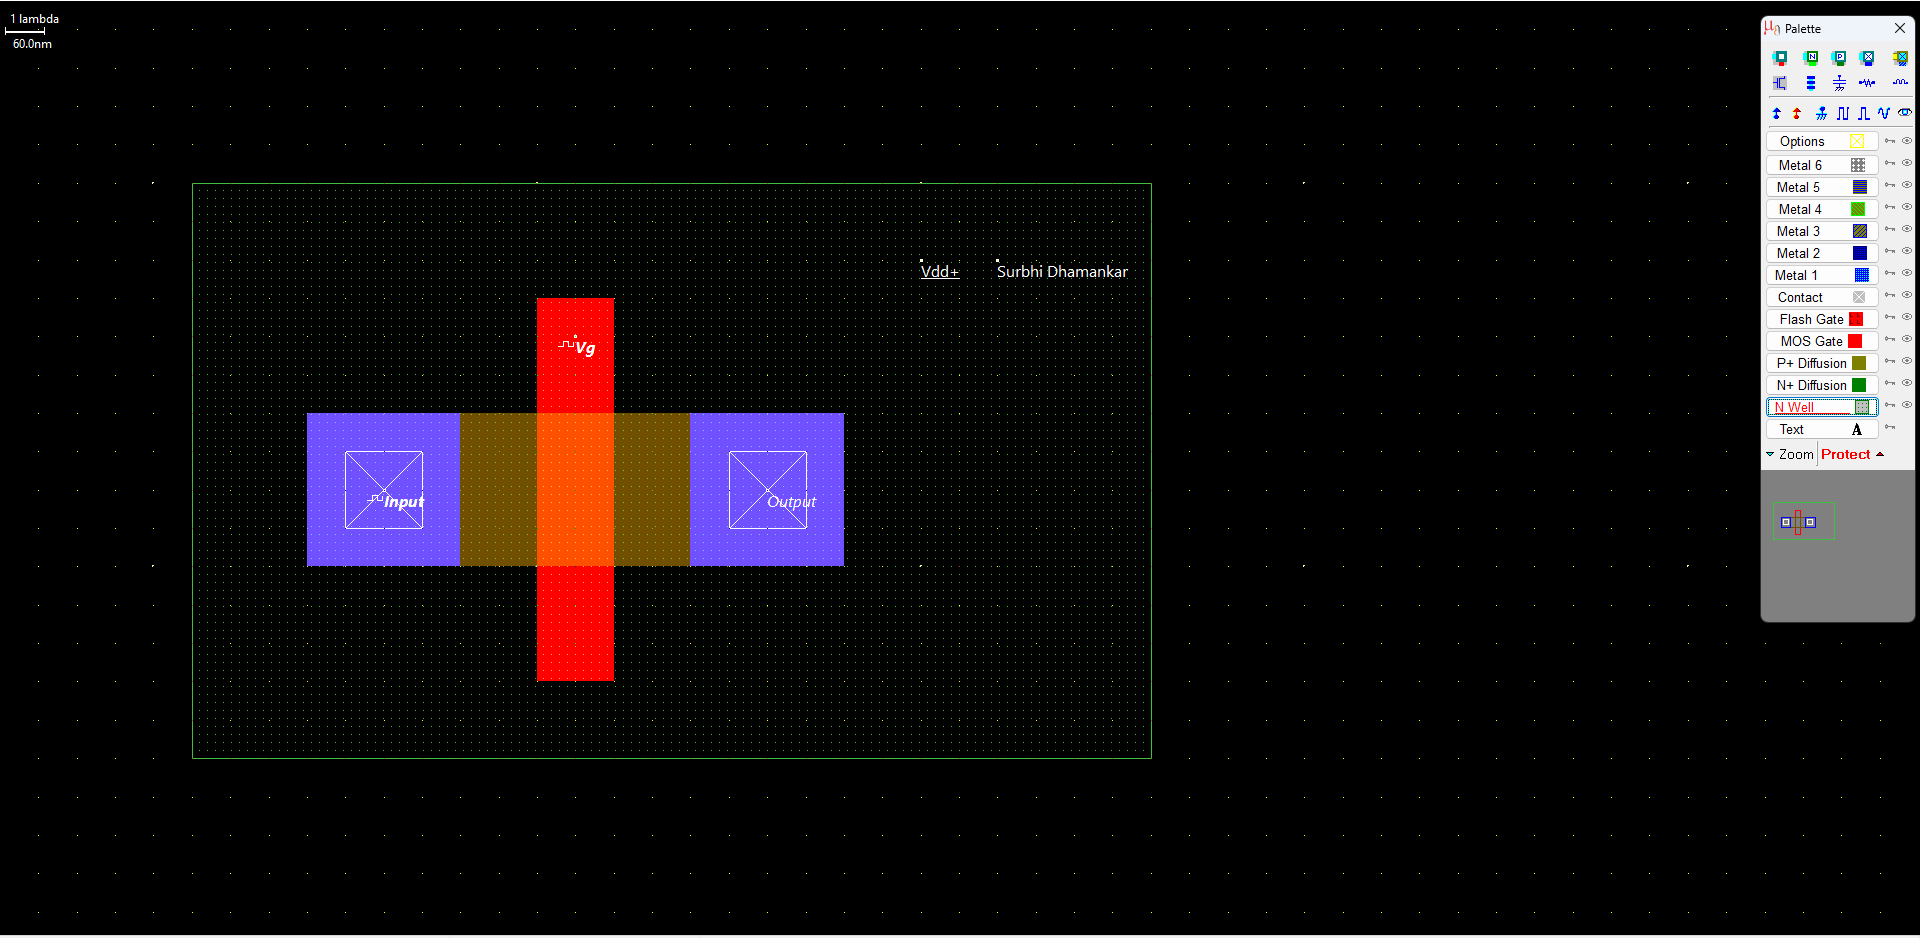 1 lambda
60.0nm
Vdd+
Surbhi Dhamankar
Vg
Input
Output
Palette
Options
Metal 6
Metal 5
Metal 4
Metal 3
Metal 2
Metal 1
Contact
Flash Gate
MOS Gate
P+ Diffusion
N+ Diffusion
N Well
Text A
Zoom Protect